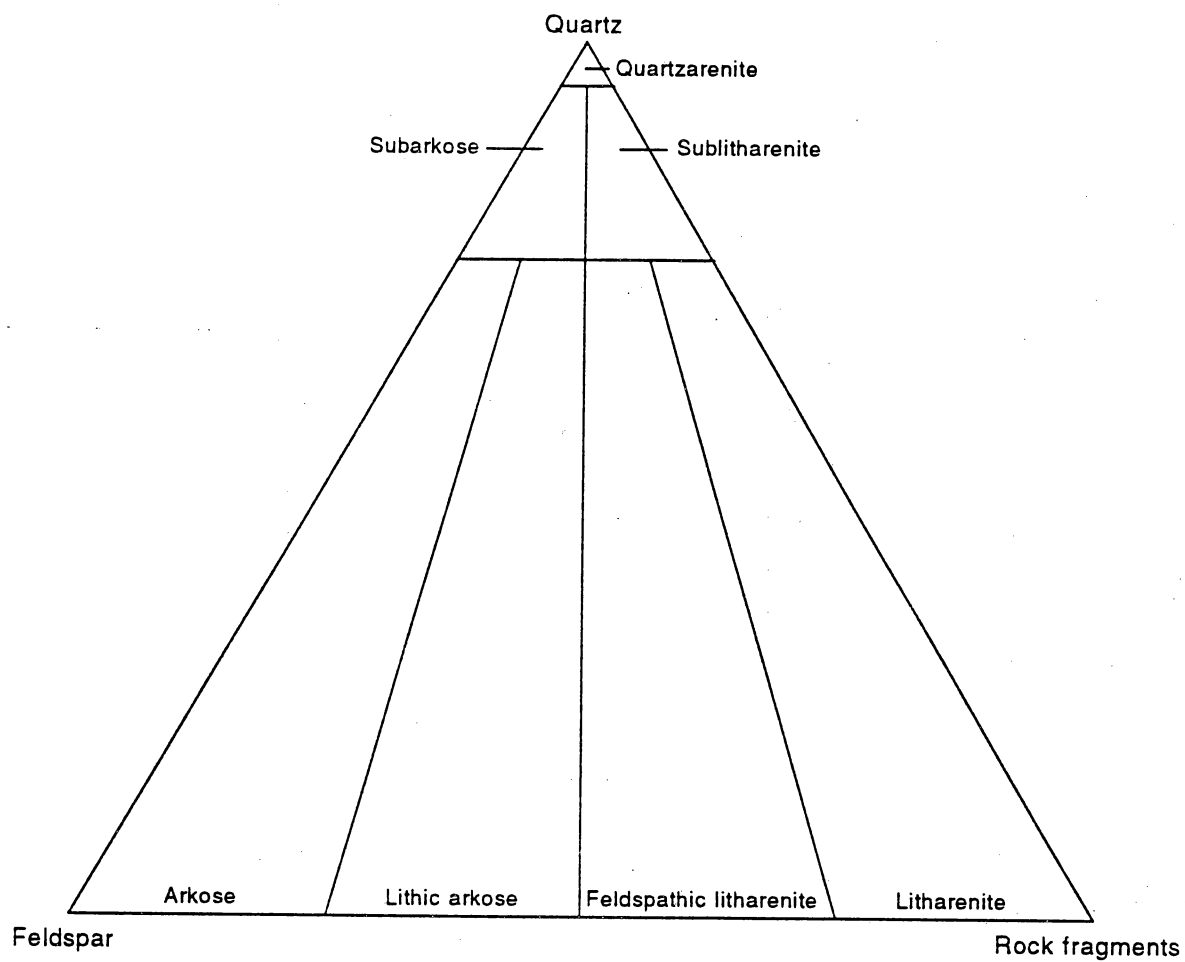 Quartz
Quartzarenite
Subarkose
Sublitharenite
Arkose
Lithic arkose
Feldspathic litharenite
Litharenite
Feldspar
Rock fragments